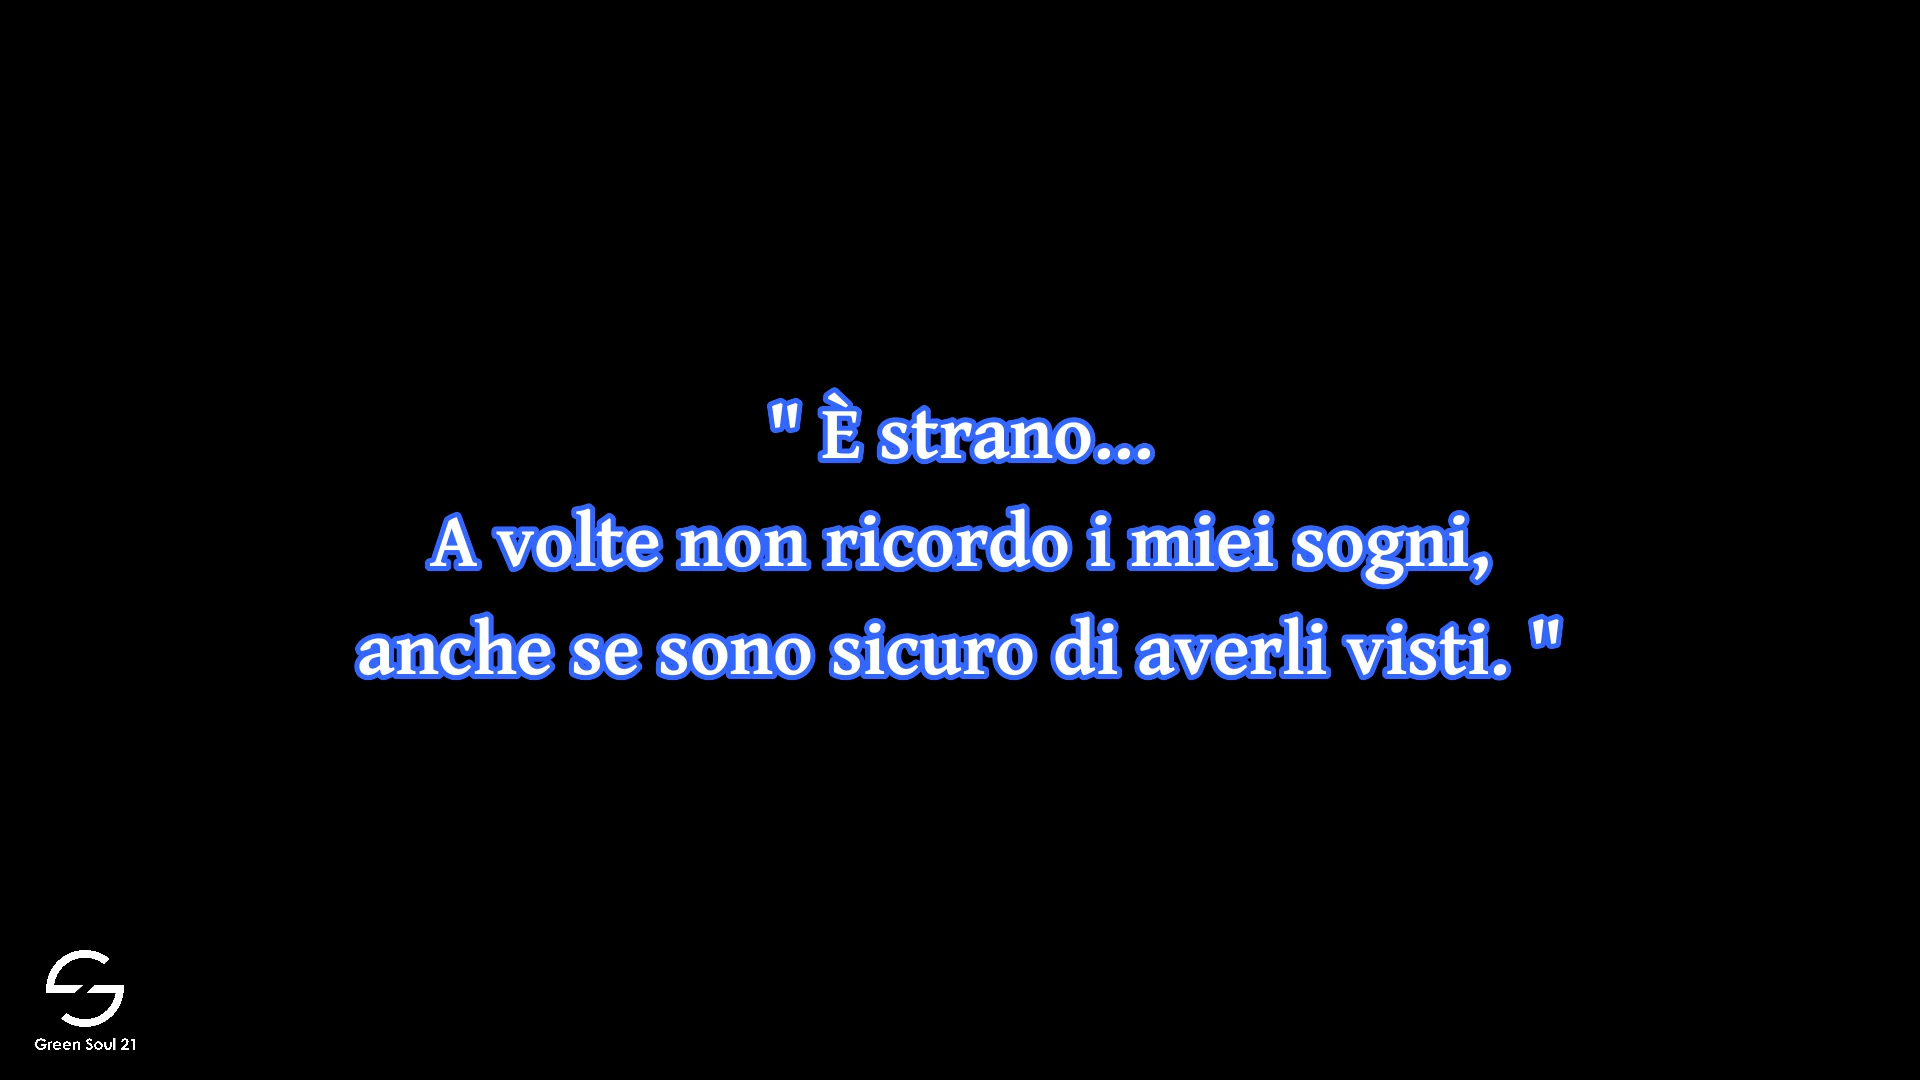 " È strano...
A volte non ricordo i miei sogni,
anche se sono sicuro di averli visti. "
Green Soul 21